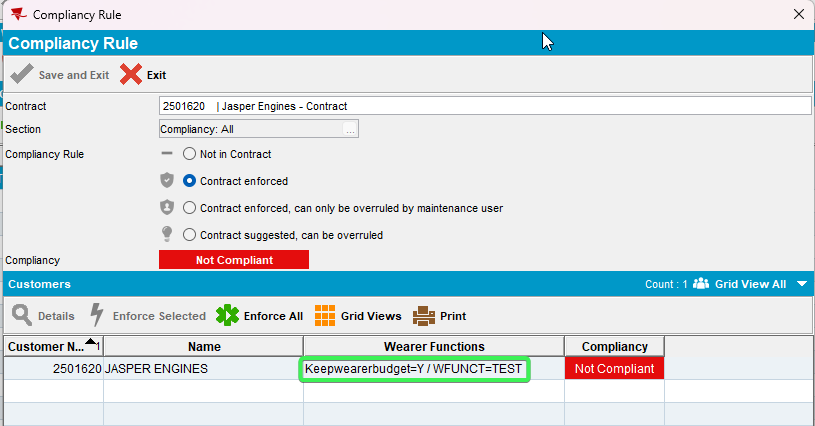 Compliancy Rule
Compliancy Rule
Save and Exit Exit
Contract 2501620 | Jasper Engines - Contract
Section Compliancy: All ...
Compliancy Rule Not in Contract
Contract enforced
Contract enforced, can only be overruled by maintenance user
Contract suggested, can be overruled
Compliancy Not Compliant
Customers Count : 1 Grid View All
Details Enforce Selected Enforce All Grid Views Print
Customer N... 1 Name Wearer Functions Compliancy
2501620 JASPER ENGINES Keepwearerbudget=Y / WFUNCT=TEST Not Compliant